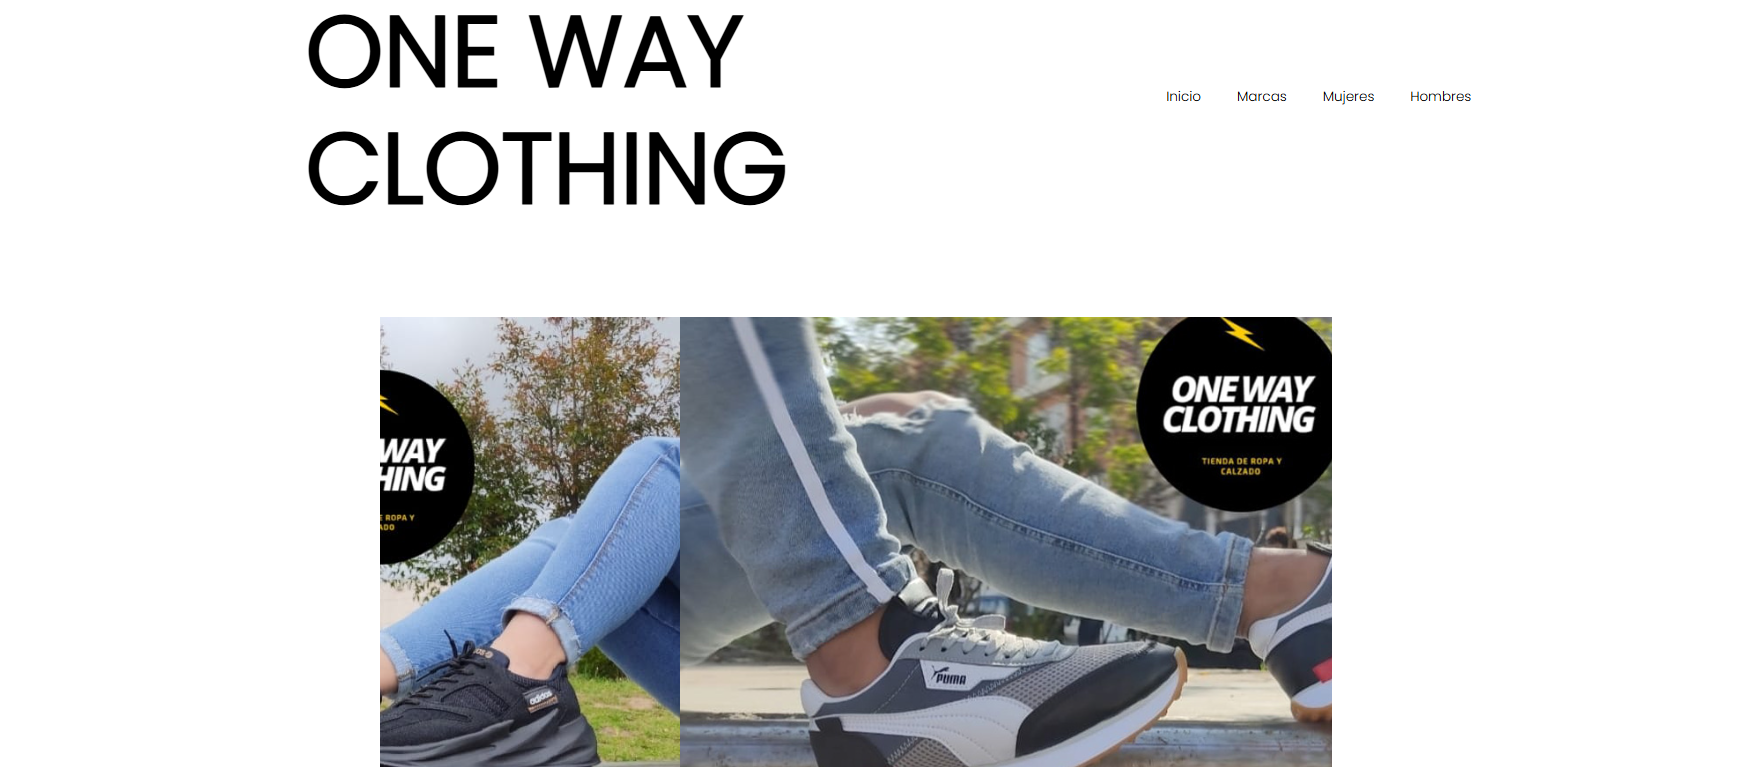 ONE WAY
CLOTHING
Inicio Marcas Mujeres Hombres
WAY
HING
E ROPA Y
ADO
adidas
ONE WAY
CLOTHING
TIENDA DE ROPA Y
CALZADO
PUMA